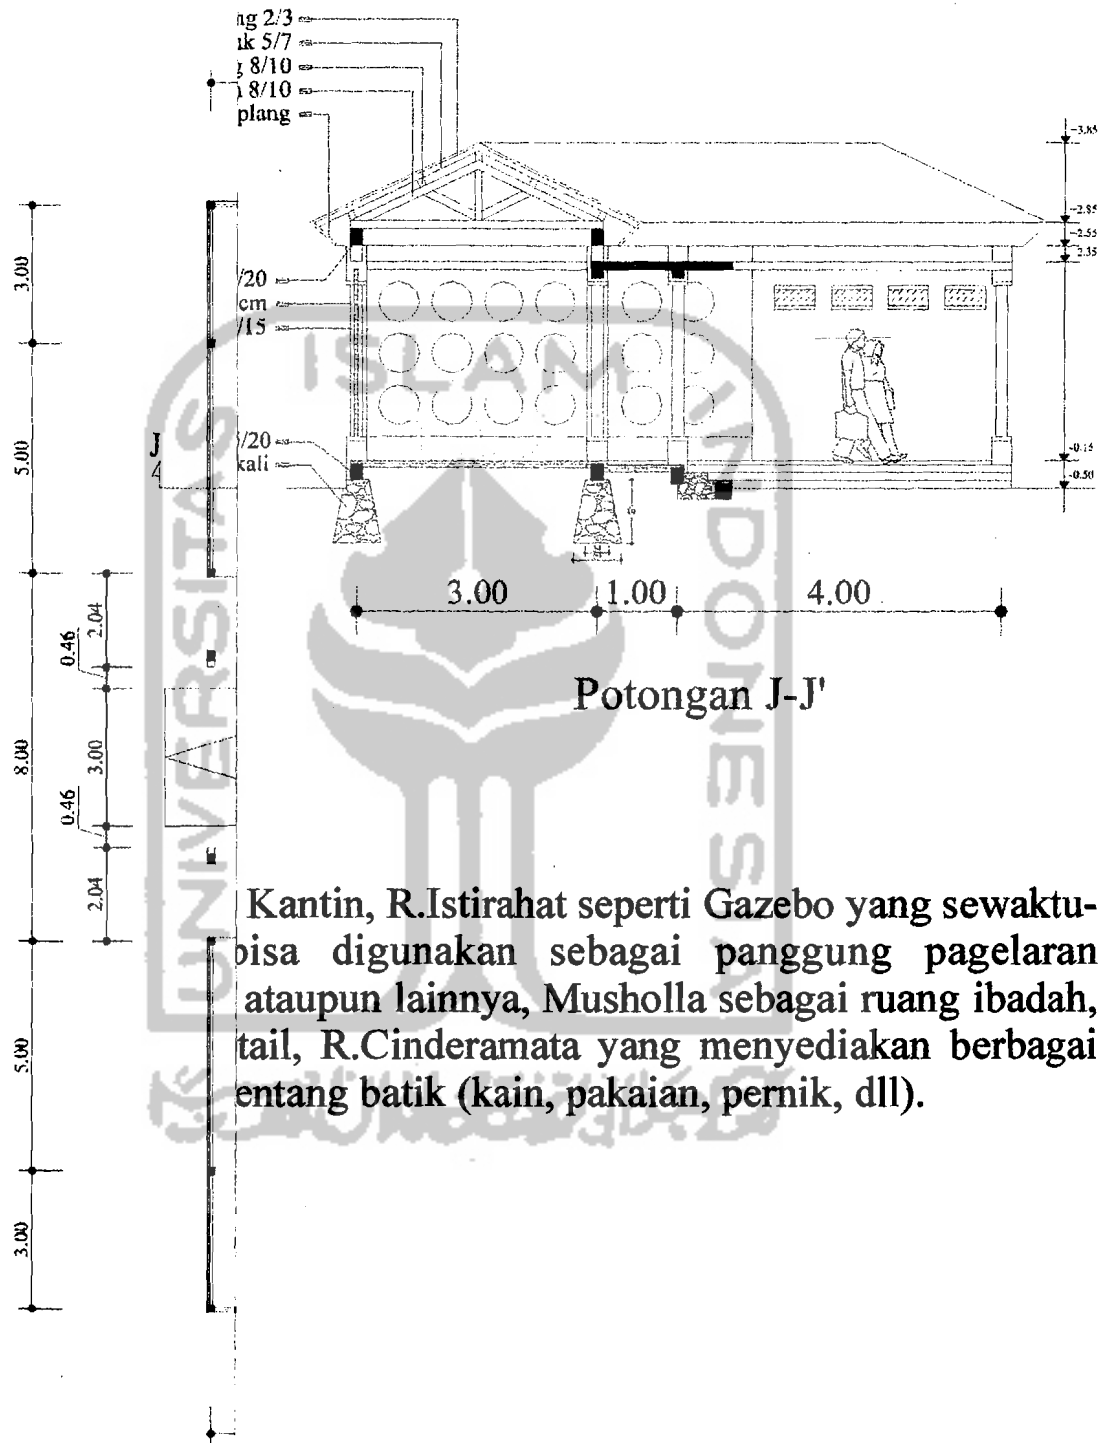 ng 2/3
uk 5/7
g 8/10
8/10
plang
-3.85
-2.85
-2.55
-2.35
-0.15
-0.50
/20
cm
/15
/20
kali
J
4
3.00 1.00 4.00
Potongan J-J'
3.00
5.00
8.00
5.00
3.00
2.04
0.46
3.00
0.46
2.04
Kantin, R.Istirahat seperti Gazebo yang sewaktu-
bisa digunakan sebagai panggung pagelaran
ataupun lainnya, Musholla sebagai ruang ibadah,
tail, R.Cinderamata yang menyediakan berbagai
entang batik (kain, pakaian, pernik, dll).
UNIVERSITAS
ISLAM
INDONESIA